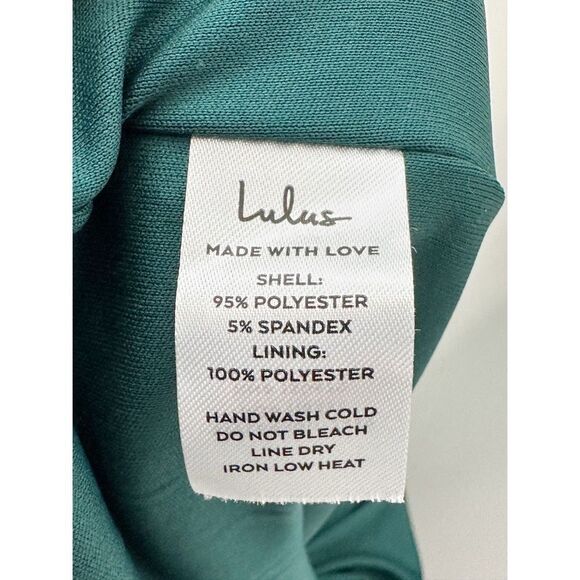 Lulus
MADE WITH LOVE
SHELL:
95% POLYESTER
5% SPANDEX
LINING:
100% POLYESTER
HAND WASH COLD
DO NOT BLEACH
LINE DRY
IRON LOW HEAT